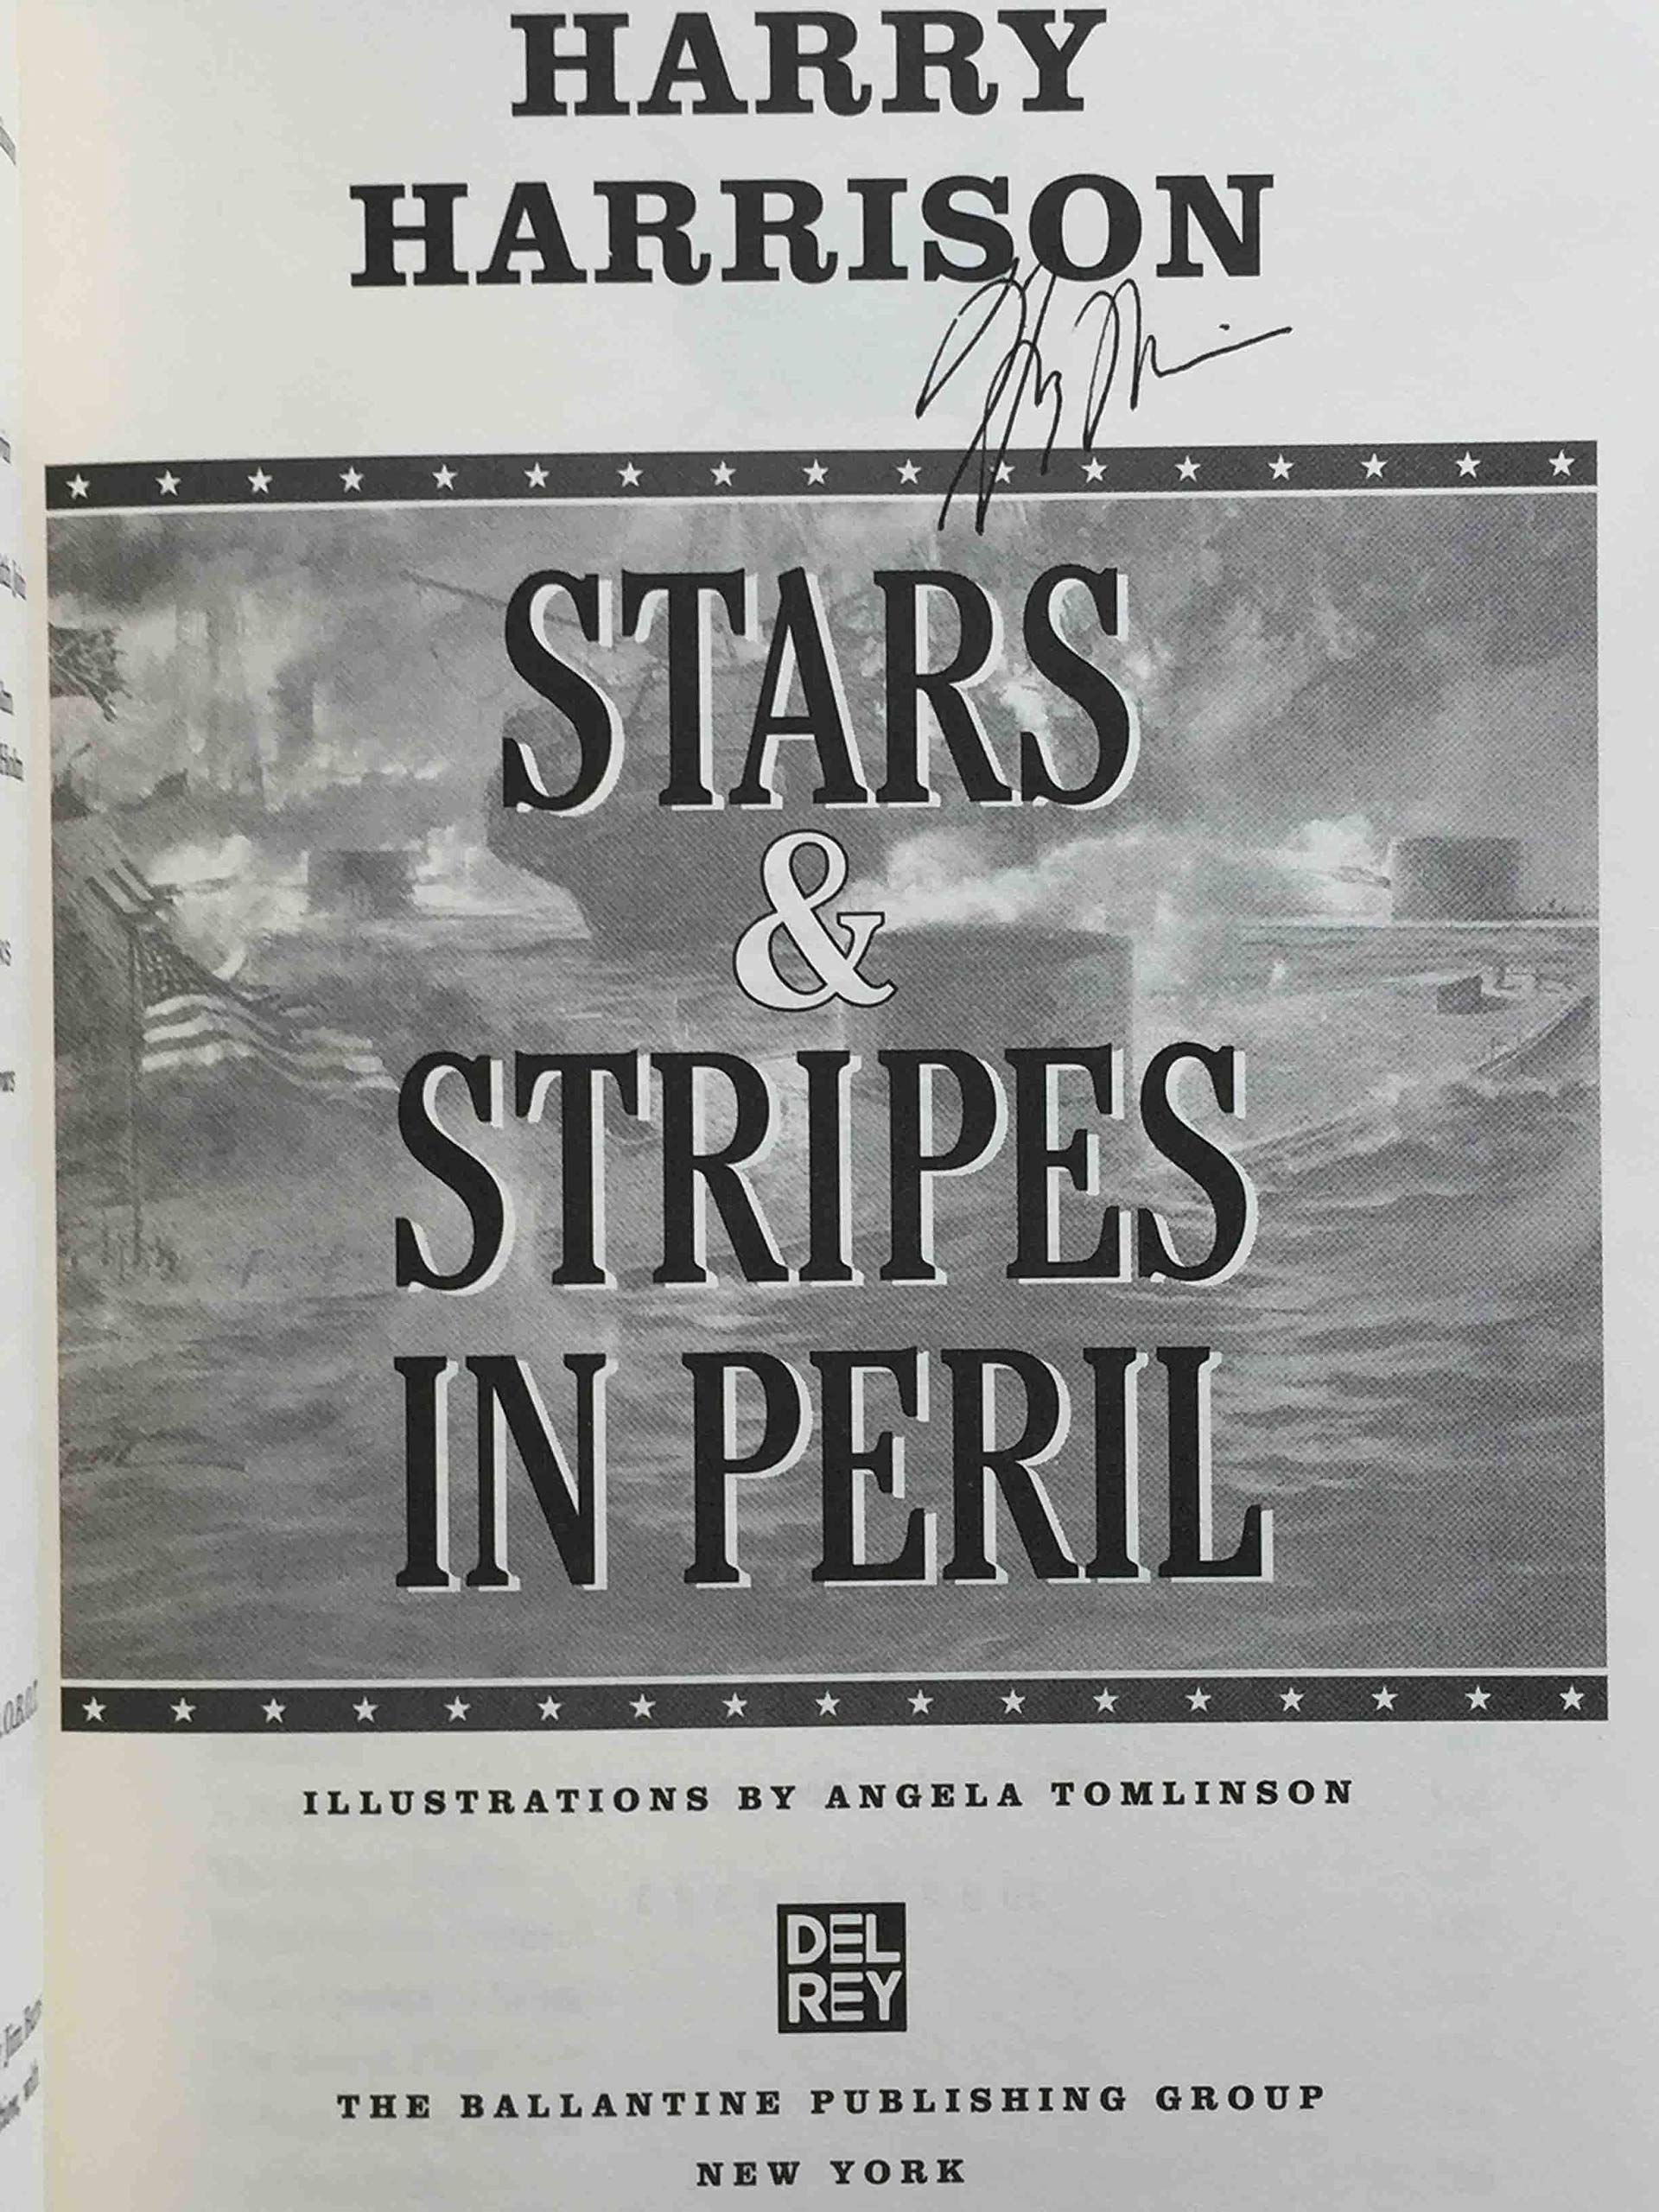 HARRY
HARRISON
STARS
&
STRIPES
IN PERIL
ILLUSTRATIONS BY ANGELA TOMLINSON
DEL
REY
THE BALLANTINE PUBLISHING GROUP
NEW YORK